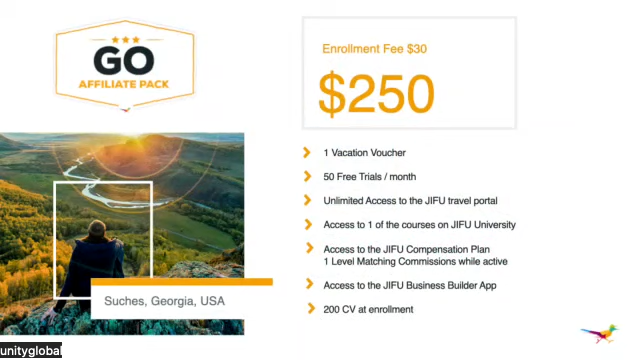 GO
AFFILIATE PACK
Enrollment Fee $30
$250
1 Vacation Voucher
50 Free Trials / month
Unlimited Access to the JIFU travel portal
Access to 1 of the courses on JIFU University
Access to the JIFU Compensation Plan
1 Level Matching Commissions while active
Access to the JIFU Business Builder App
200 CV at enrollment
Suches, Georgia, USA
unityglobal